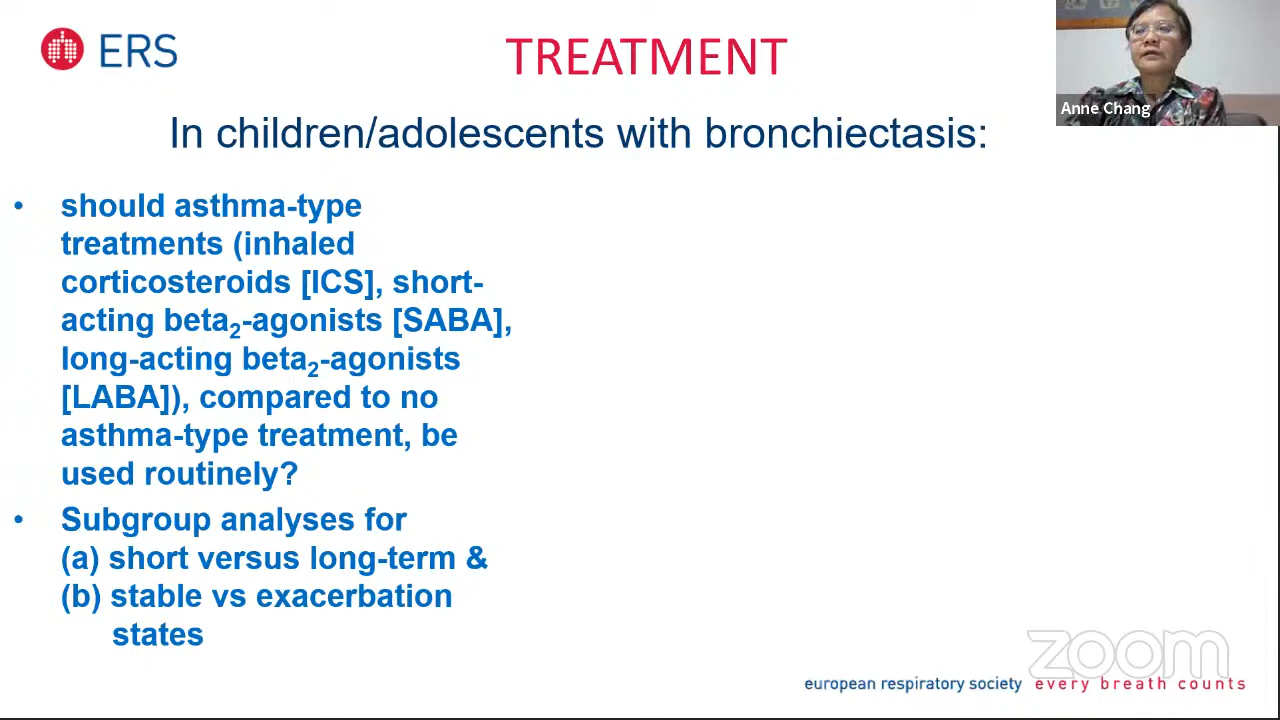 ERS
TREATMENT
Anne Chang
In children/adolescents with bronchiectasis:
• should asthma-type
treatments (inhaled
corticosteroids [ICS], short-
acting beta₂-agonists [SABA],
long-acting beta₂-agonists
[LABA]), compared to no
asthma-type treatment, be
used routinely?
• Subgroup analyses for
(a) short versus long-term &
(b) stable vs exacerbation
states
zoom
european respiratory society every breath counts